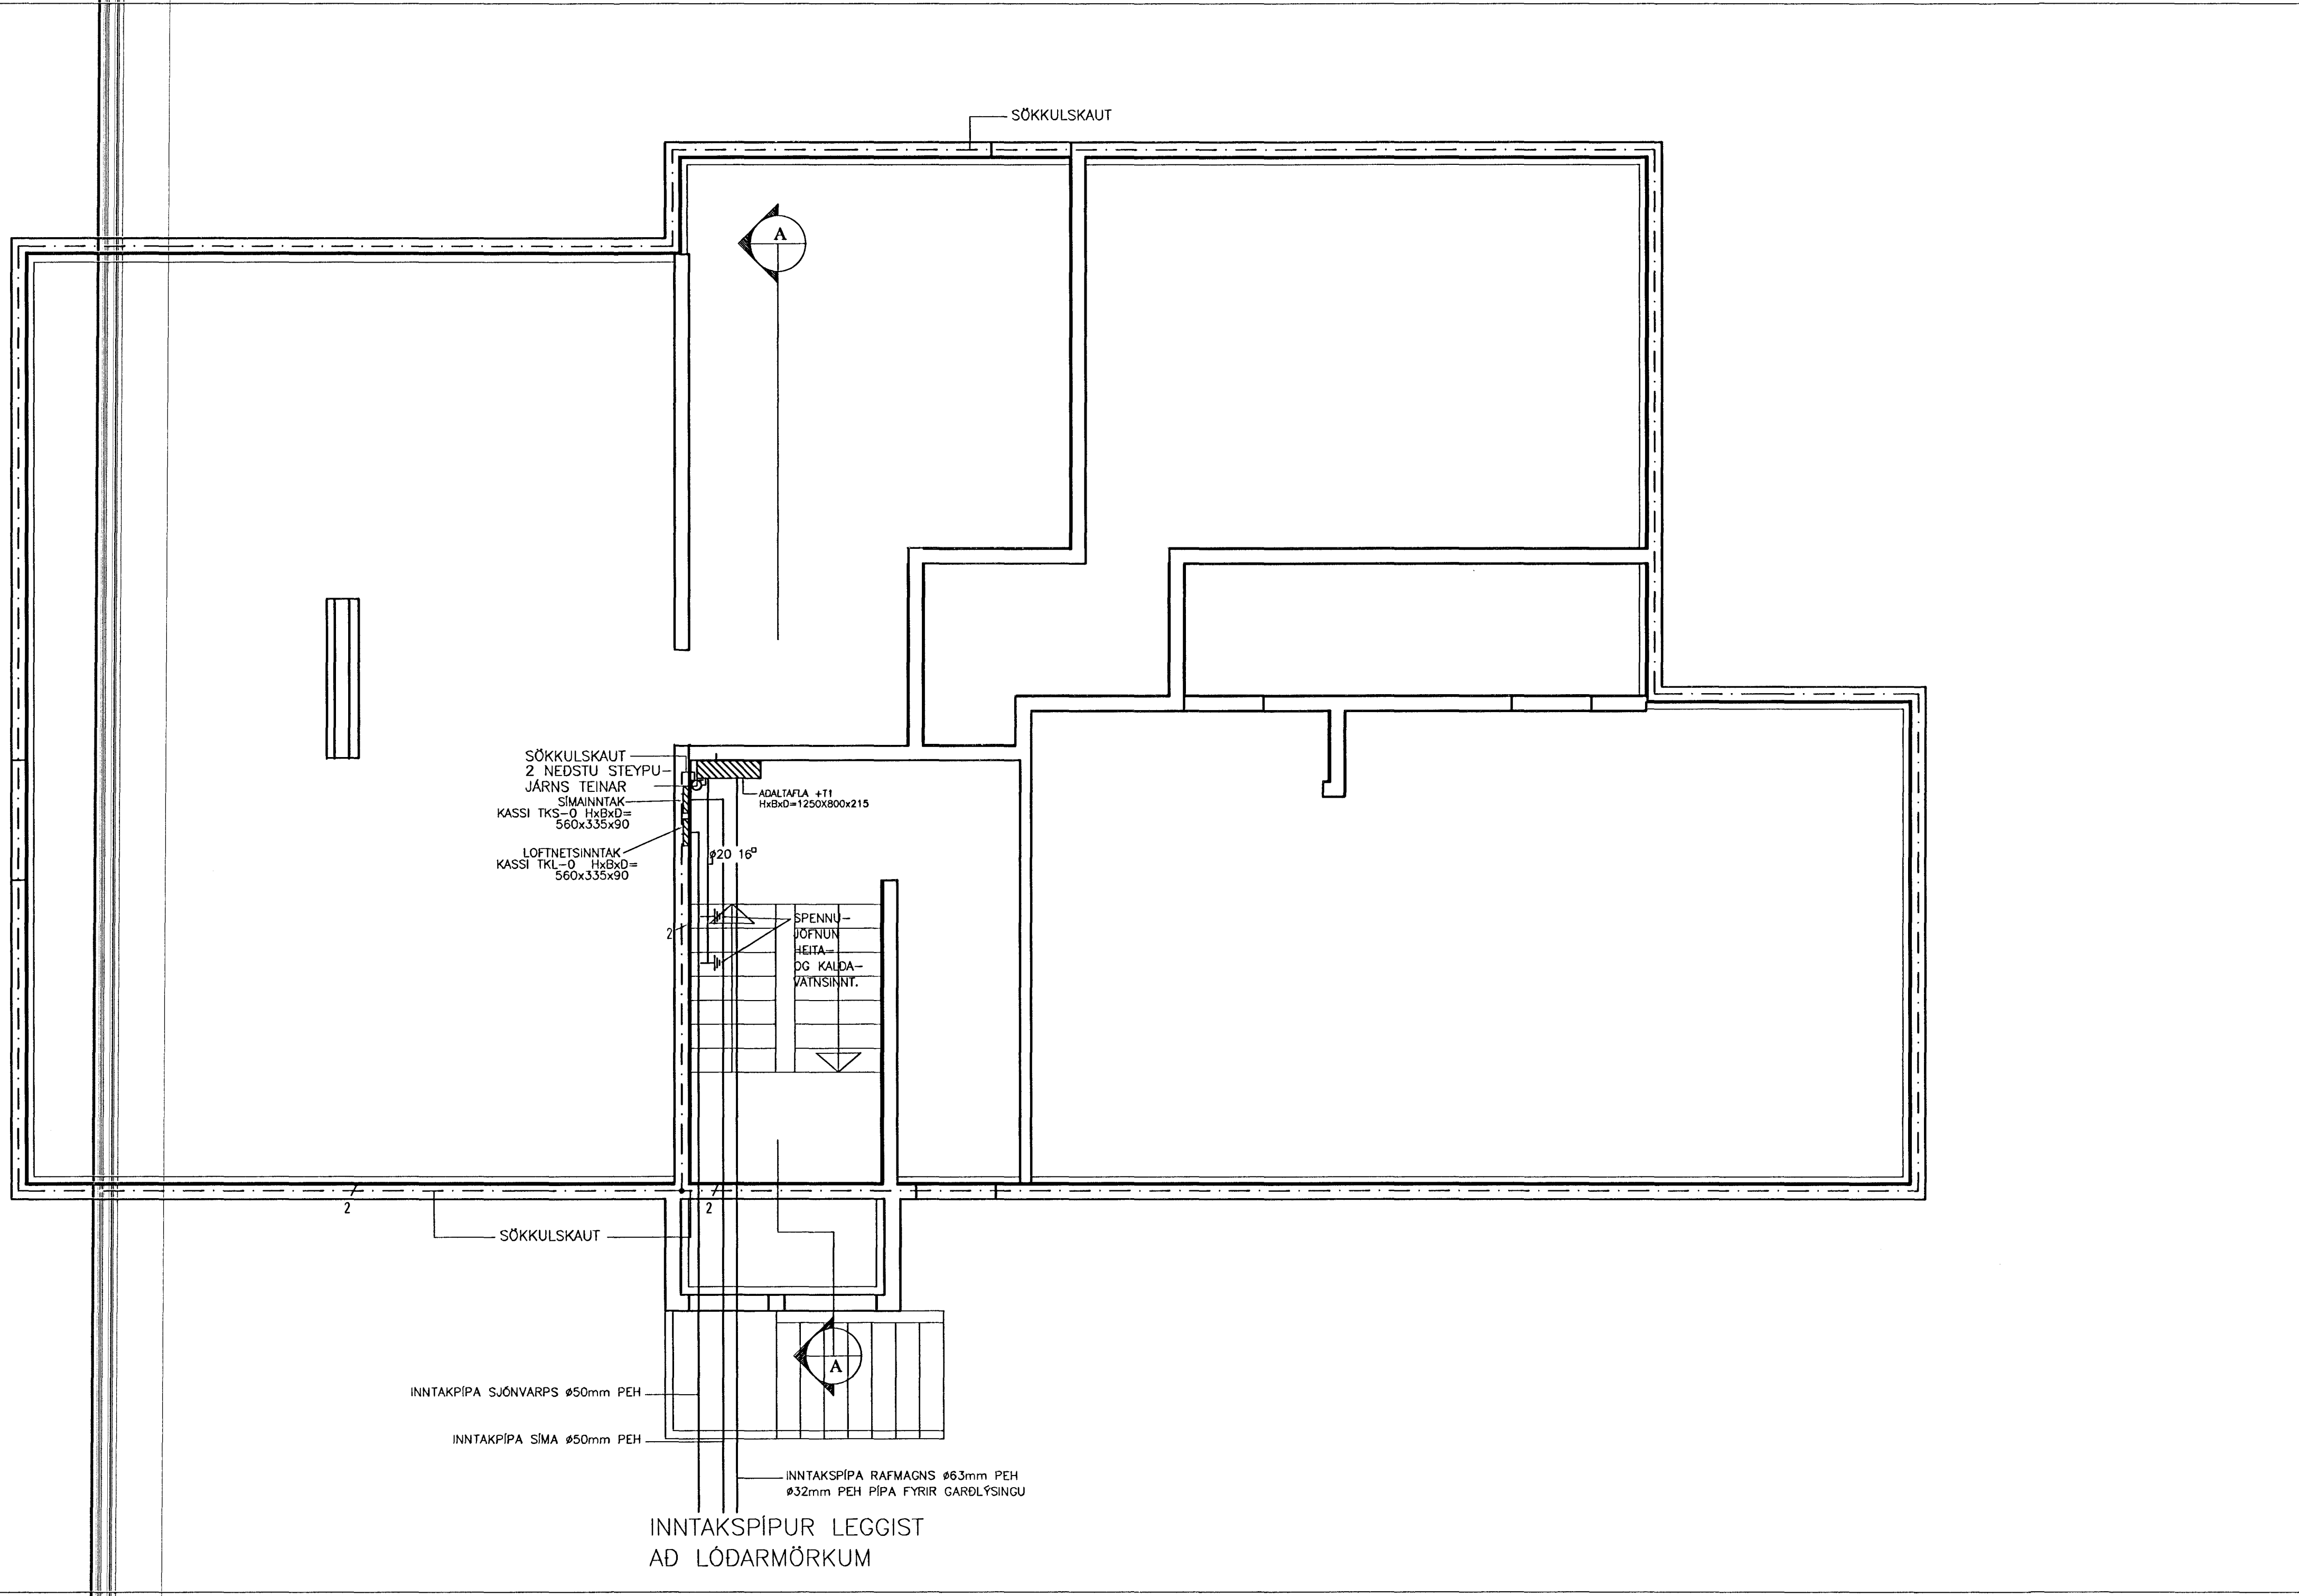 SÖKKULSKAUT
A
SÖKKULSKAUT
2 NEÐSTU STEYPU-
JÁRNS TEINAR
SÍMAINNTAK
KASSI TKS-0 HxBxD=
560x335x90
LOFTNETSINNTAK
KASSI TKL-0 HxBxD=
560x335x90
AÐALTAFLA +T1
HxBxD=1250X800x215
ø20 16▫
2
SPENNU-
JÖFNUN
HEITA-
OG KALDA-
VATNSINNT.
2
2
SÖKKULSKAUT
A
INNTAKPÍPA SJÓNVARPS ø50mm PEH
INNTAKPÍPA SÍMA ø50mm PEH
INNTAKSPÍPA RAFMAGNS ø63mm PEH
ø32mm PEH PÍPA FYRIR GARÐLÝSINGU
INNTAKSPÍPUR LEGGIST
AÐ LÓÐARMÖRKUM